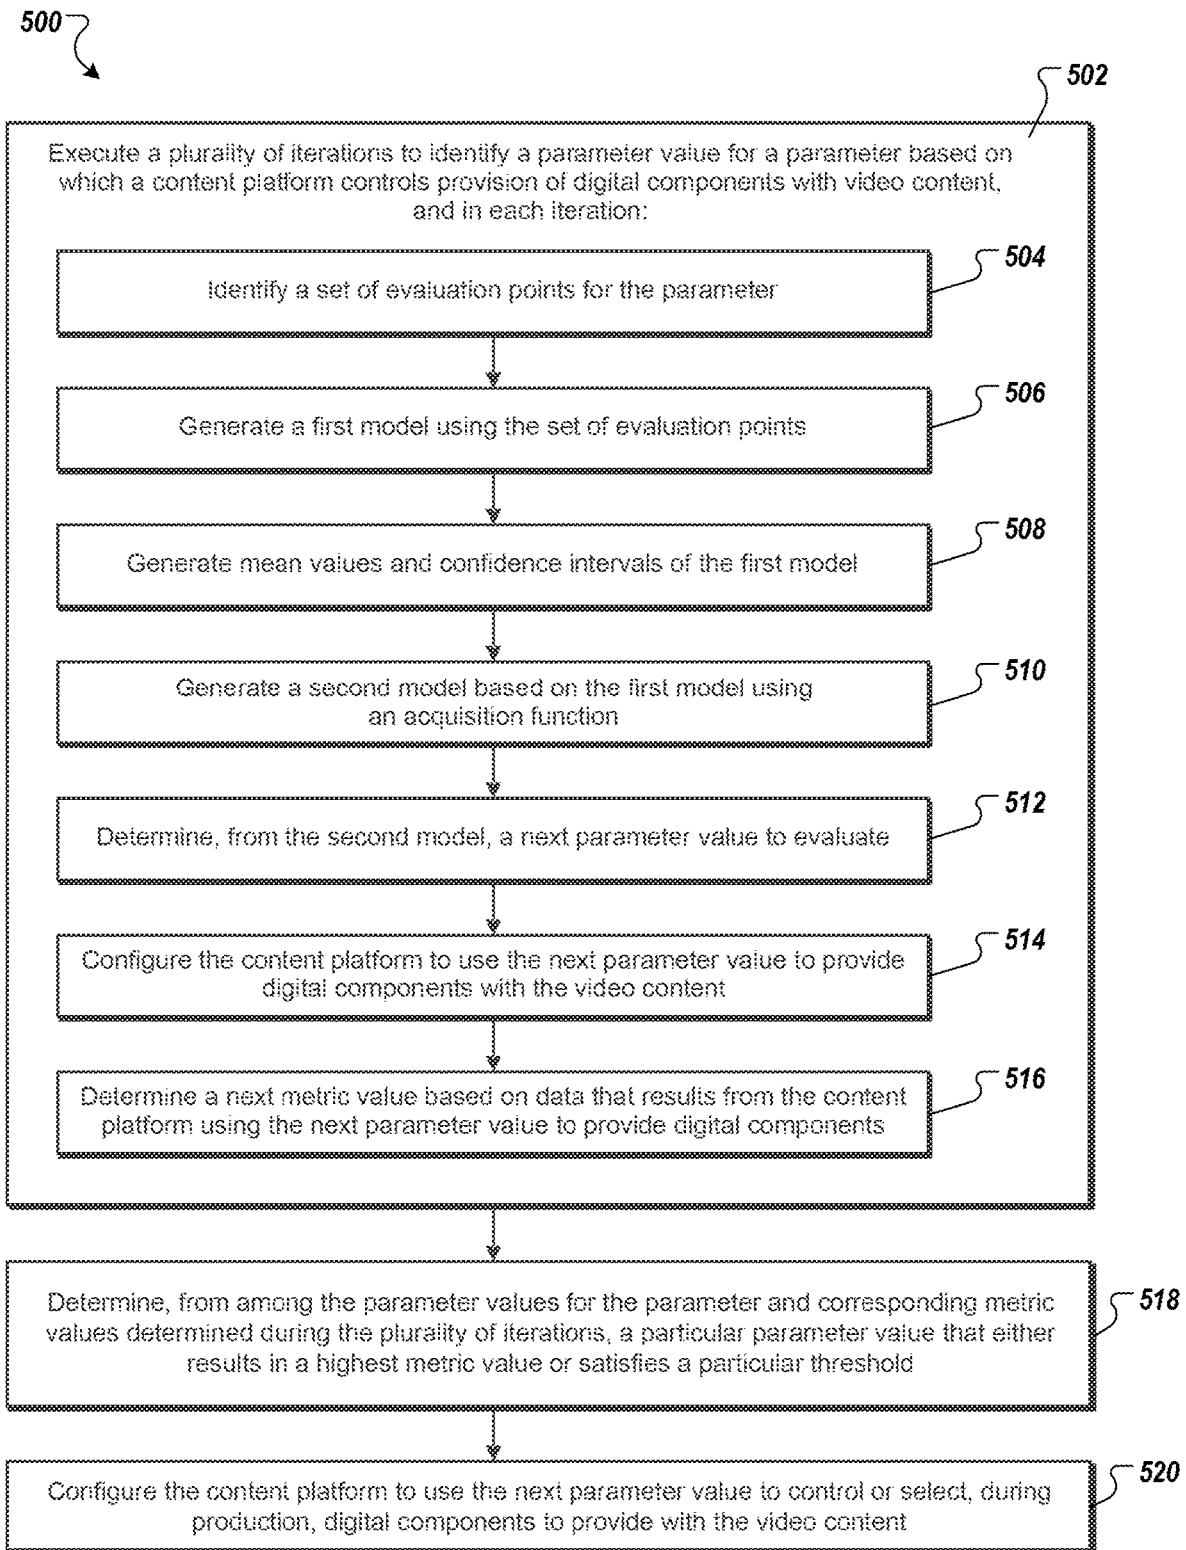 500
502
Execute a plurality of iterations to identify a parameter value for a parameter based on
which a content platform controls provision of digital components with video content,
and in each iteration:
504
Identify a set of evaluation points for the parameter
506
Generate a first model using the set of evaluation points
508
Generate mean values and confidence intervals of the first model
510
Generate a second model based on the first model using
an acquisition function
512
Determine, from the second model, a next parameter value to evaluate
514
Configure the content platform to use the next parameter value to provide
digital components with the video content
516
Determine a next metric value based on data that results from the content
platform using the next parameter value to provide digital components
518
Determine, from among the parameter values for the parameter and corresponding metric
values determined during the plurality of iterations, a particular parameter value that either
results in a highest metric value or satisfies a particular threshold
520
Configure the content platform to use the next parameter value to control or select, during
production, digital components to provide with the video content